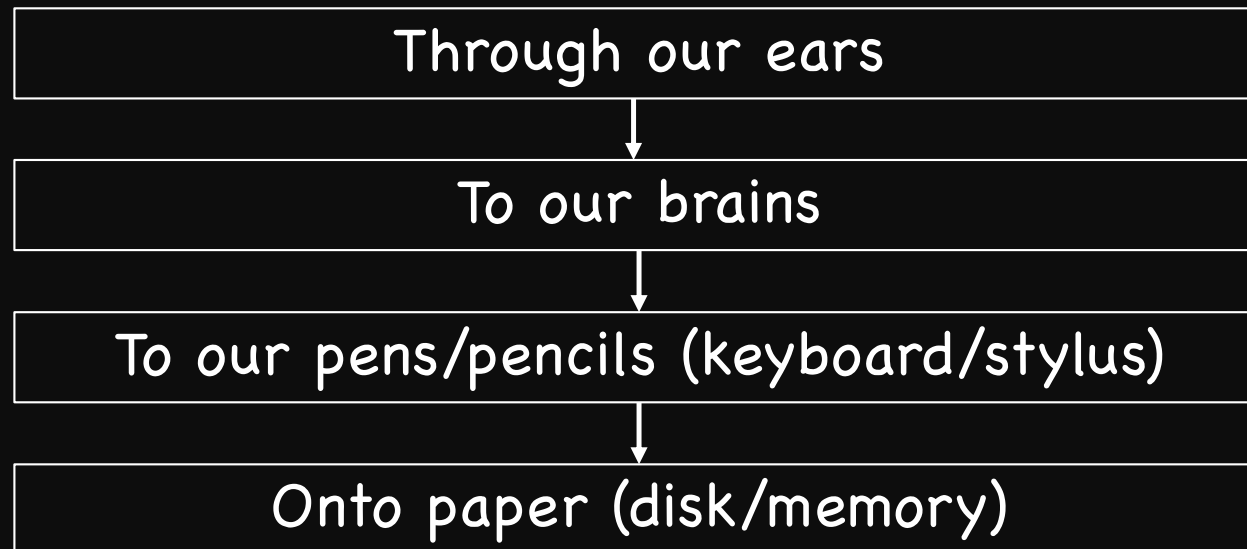 Through our ears
To our brains
To our pens/pencils (keyboard/stylus)
Onto paper (disk/memory)